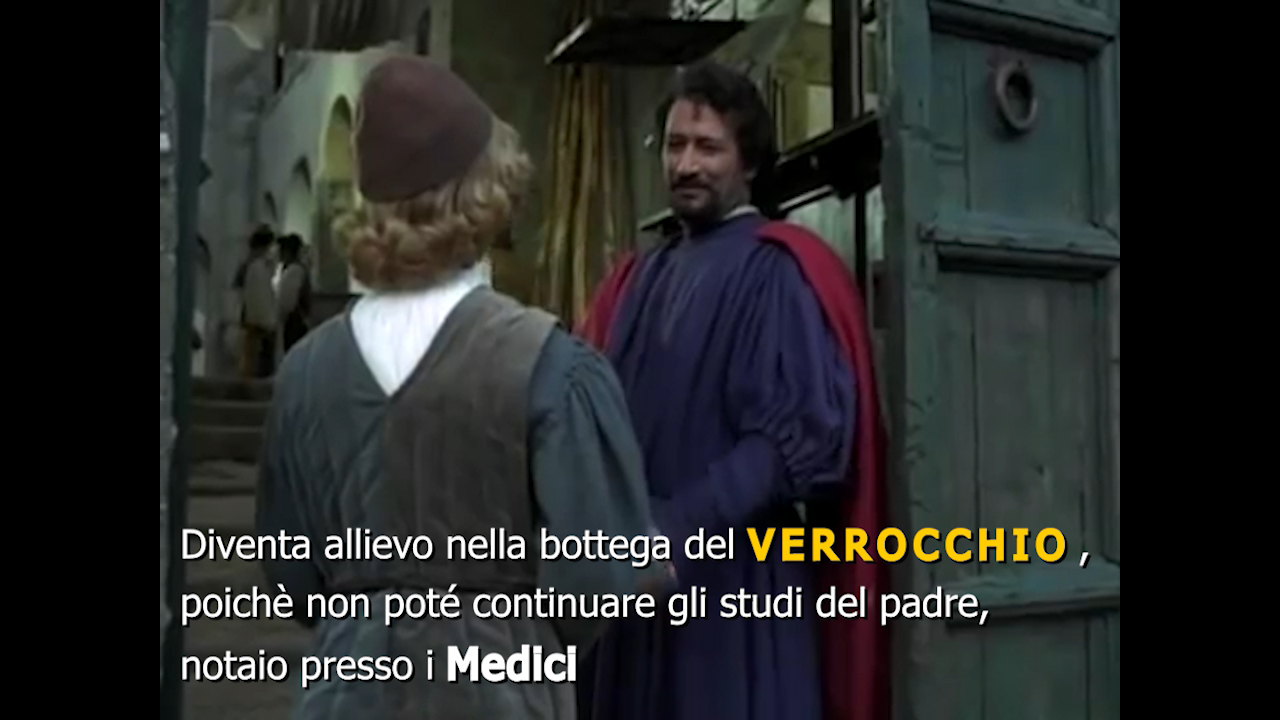 Diventa allievo nella bottega del VERROCCHIO ,
poichè non poté continuare gli studi del padre,
notaio presso i Medici